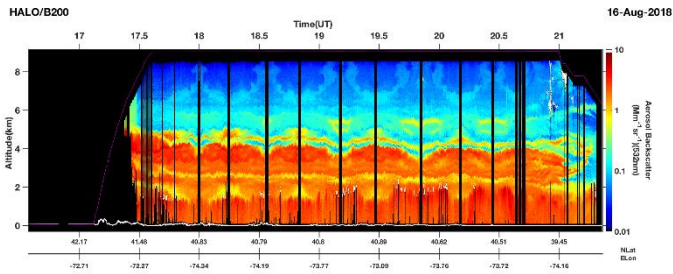 HALO/B200
16-Aug-2018
Time(UT)
17 17.5 18 18.5 19 19.5 20 20.5 21
Altitude(km)
8
6
4
2
0
10
1
0.1
0.01
Aerosol Backscatter
(Mm⁻¹ sr⁻¹)(532nm)
42.17 41.48 40.83 40.79 40.8 40.69 40.62 40.51 39.45
NLat
ELon
-72.71 -72.87 -74.34 -74.19 -73.77 -73.09 -73.76 -73.72 -74.16